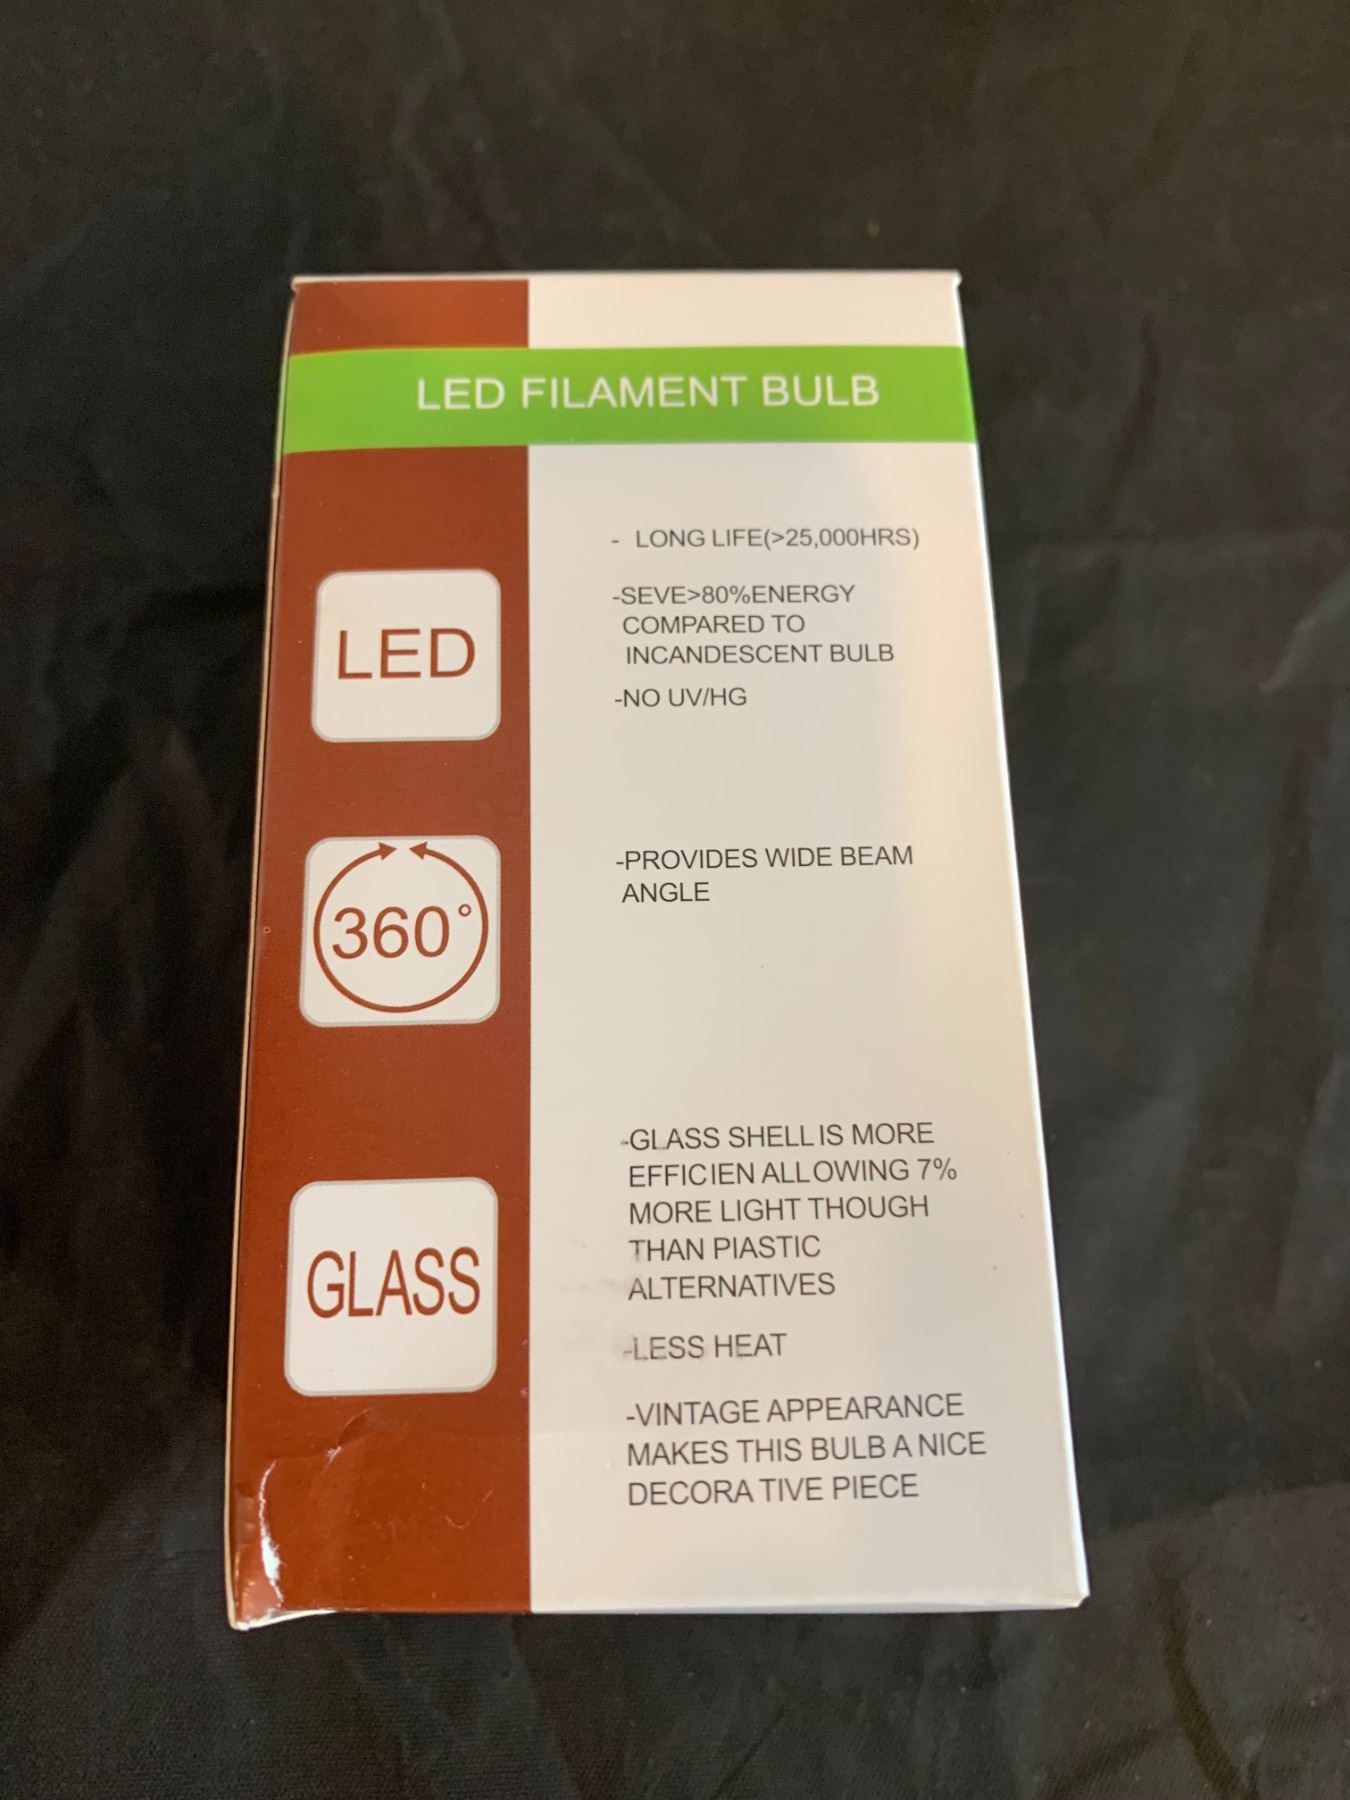 LED FILAMENT BULB
- LONG LIFE(>25,000HRS)
-SEVE>80%ENERGY
COMPARED TO
INCANDESCENT BULB
-NO UV/HG
LED
-PROVIDES WIDE BEAM
ANGLE
360°
-GLASS SHELL IS MORE
EFFICIEN ALLOWING 7%
MORE LIGHT THOUGH
THAN PIASTIC
ALTERNATIVES
GLASS
-LESS HEAT
-VINTAGE APPEARANCE
MAKES THIS BULB A NICE
DECORA TIVE PIECE